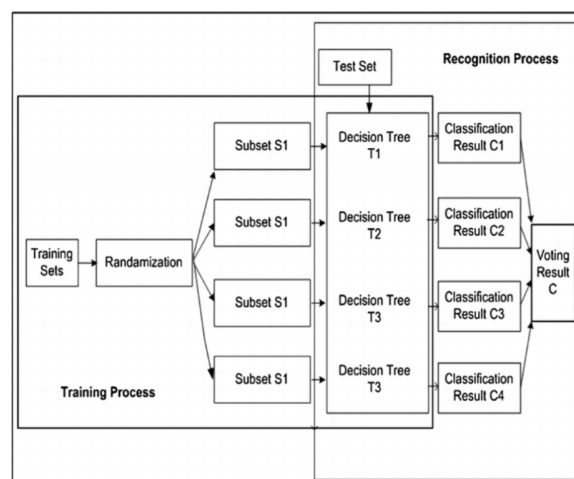 Test Set
Recognition Process
Subset S1
Decision Tree
T1
Classification
Result C1
Subset S1
Decision Tree
T2
Classification
Result C2
Training
Sets
Randamization
Voting
Result
C
Subset S1
Decision Tree
T3
Classification
Result C3
Subset S1
Decision Tree
T3
Classification
Result C4
Training Process